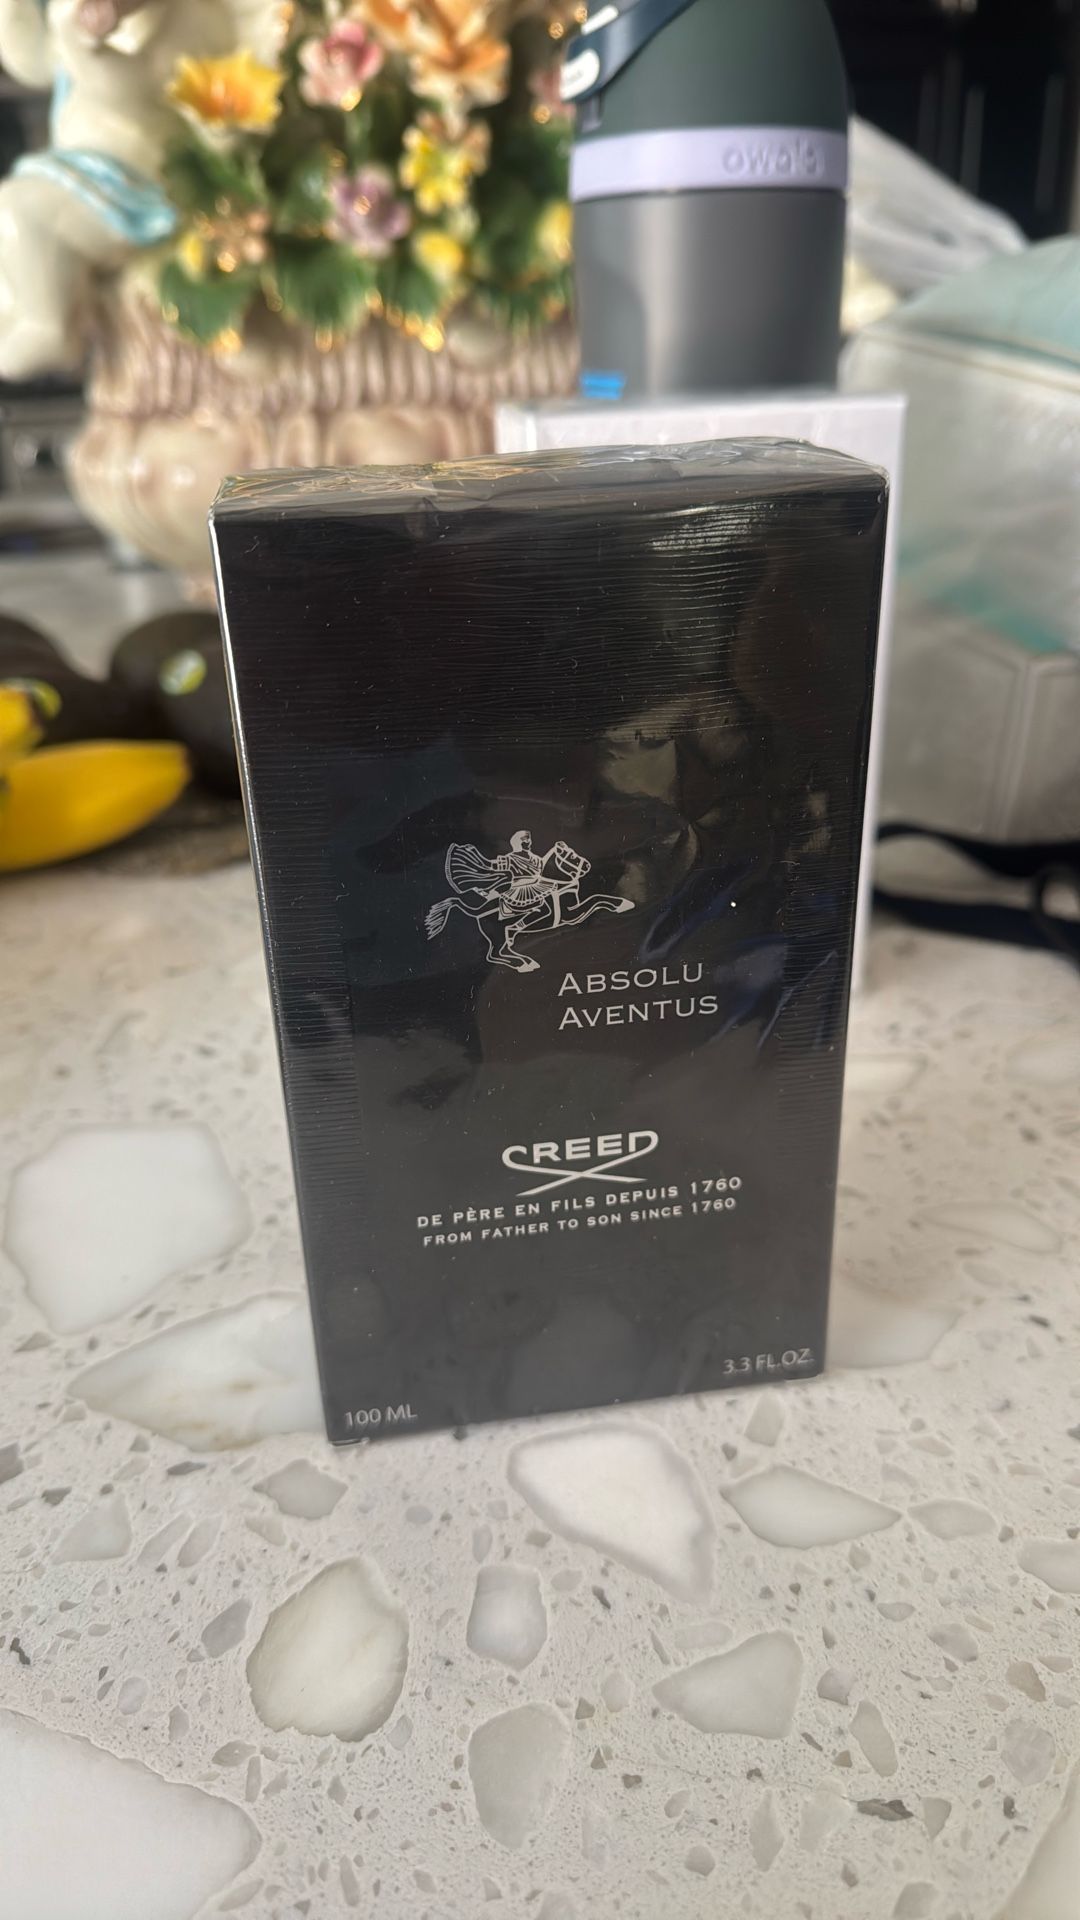 owala
ABSOLU
AVENTUS
CREED
DE PÈRE EN FILS DEPUIS 1760
FROM FATHER TO SON SINCE 1760
3.3 FL.OZ.
100 ML